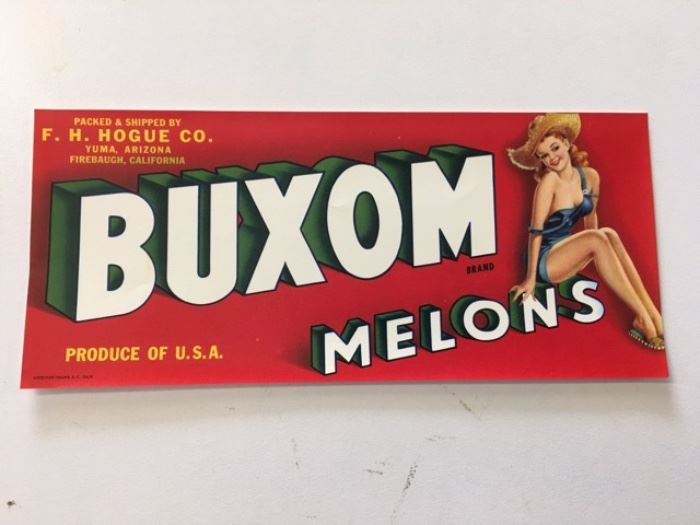 PACKED & SHIPPED BY
F. H. HOGUE CO.
YUMA, ARIZONA
FIREBAUGH, CALIFORNIA
BUXOM
BRAND
MELONS
PRODUCE OF U.S.A.